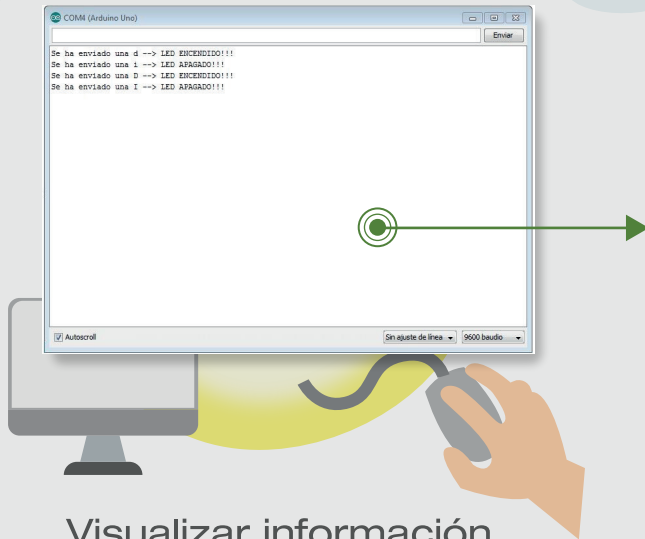 COM4 (Arduino Uno)
Enviar
Se ha enviado una d --> LED ENCENDIDO!!!
Se ha enviado una i --> LED APAGADO!!!
Se ha enviado una D --> LED ENCENDIDO!!!
Se ha enviado una I --> LED APAGADO!!!
Autoscroll
Sin ajuste de línea
9600 baudio
Visualizar información